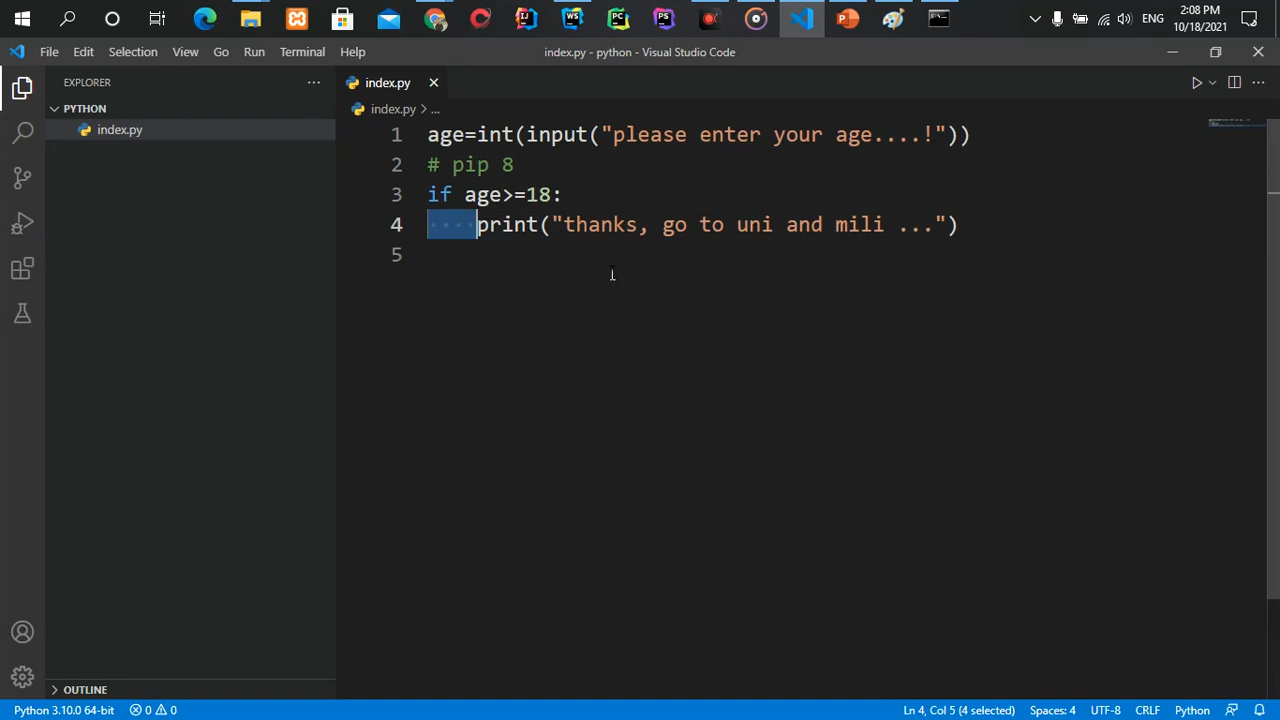 ENG
2:08 PM
10/18/2021
File Edit Selection View Go Run Terminal Help
index.py - python - Visual Studio Code
EXPLORER
PYTHON
index.py
index.py
index.py > ...
1 age=int(input("please enter your age....!"))
2 # pip 8
3 if age>=18:
4 ····print("thanks, go to uni and mili ...")
5
OUTLINE
Python 3.10.0 64-bit 0 0 Ln 4, Col 5 (4 selected) Spaces: 4 UTF-8 CRLF Python